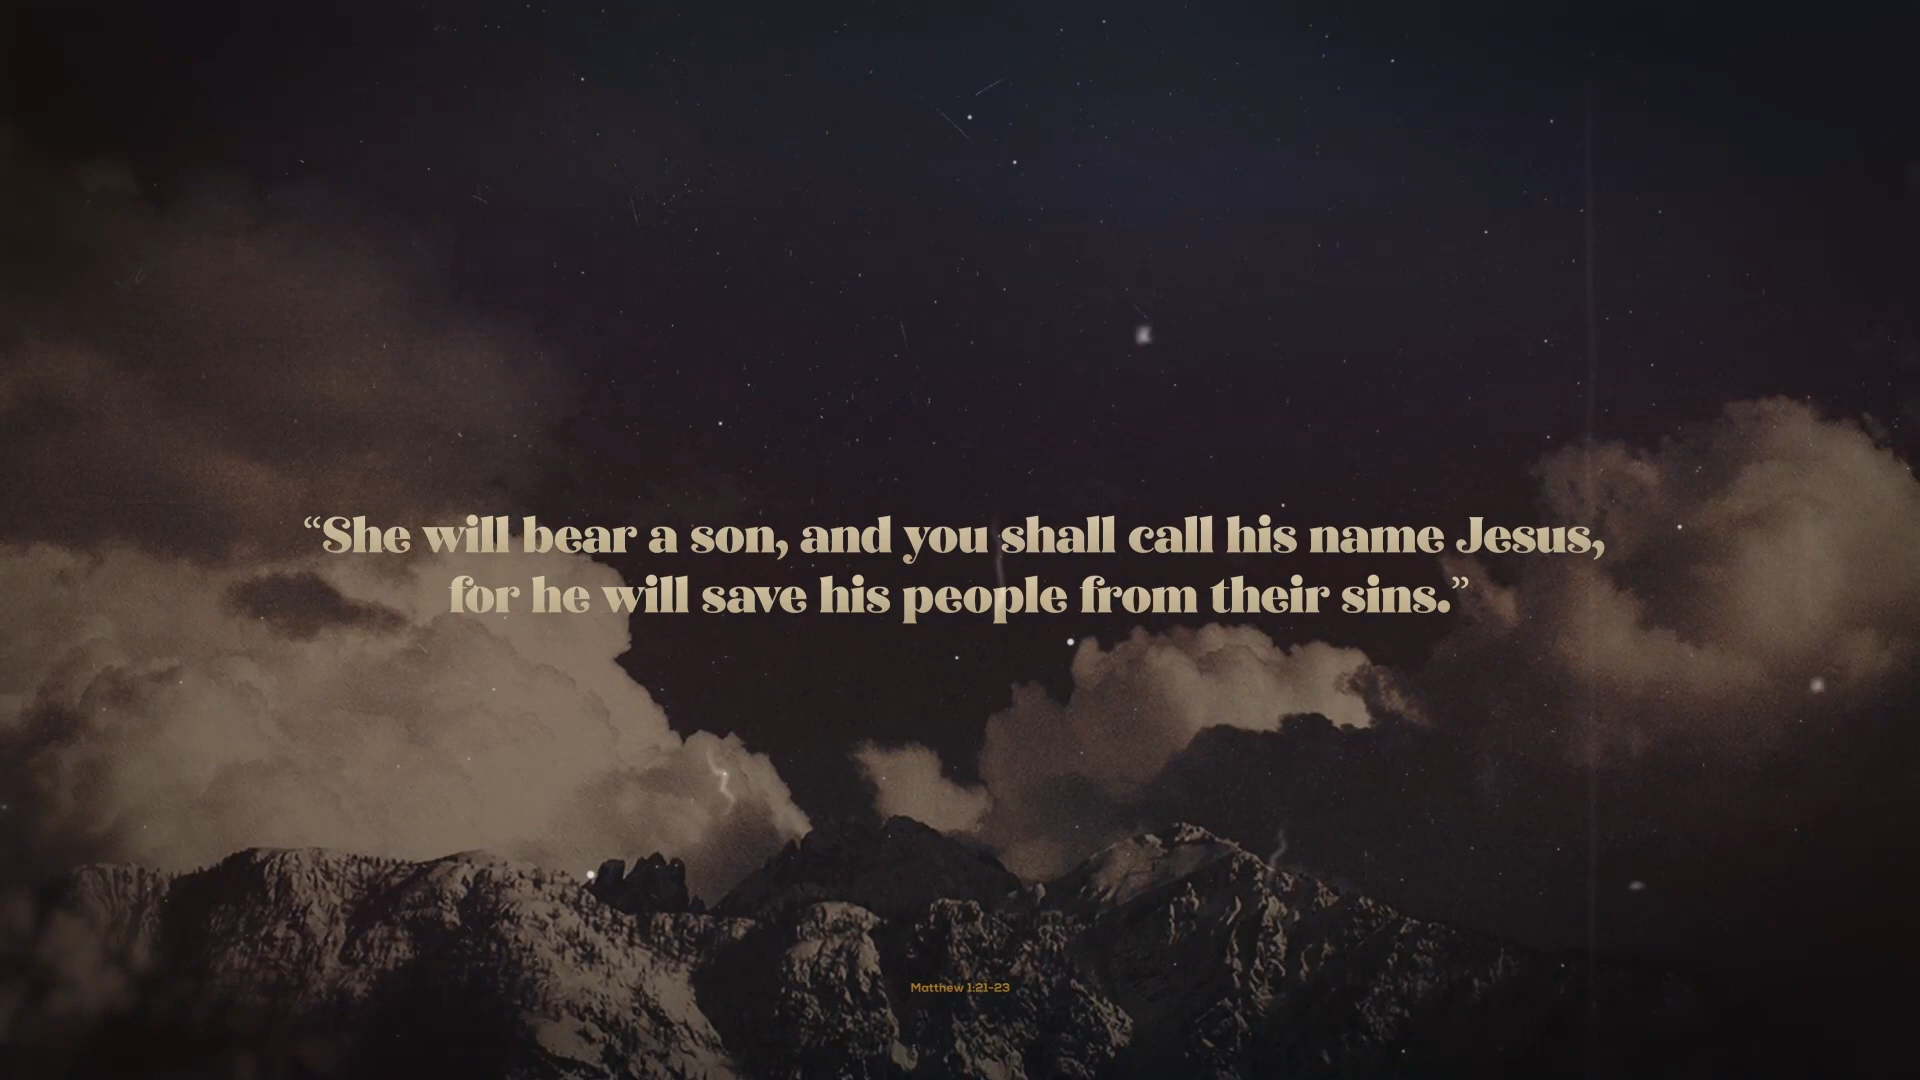 “She will bear a son, and you shall call his name Jesus,
for he will save his people from their sins.”
Matthew 1:21-23